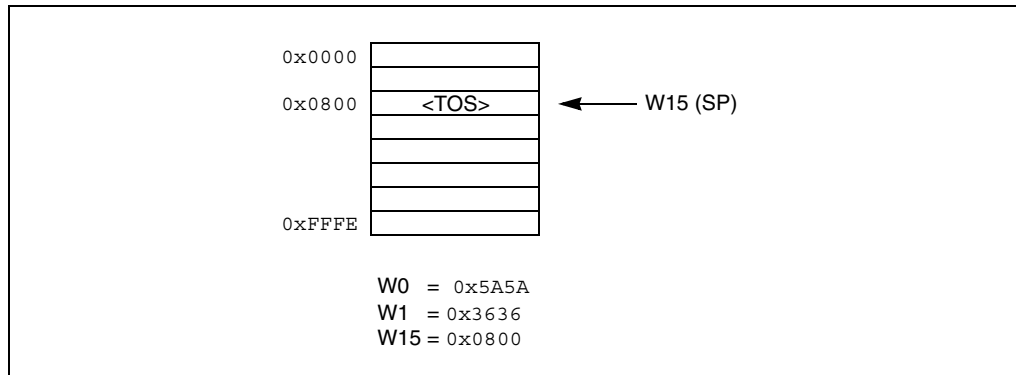 0x0000
0x0800 <TOS> W15 (SP)
0xFFFE
W0 = 0x5A5A
W1 = 0x3636
W15 = 0x0800